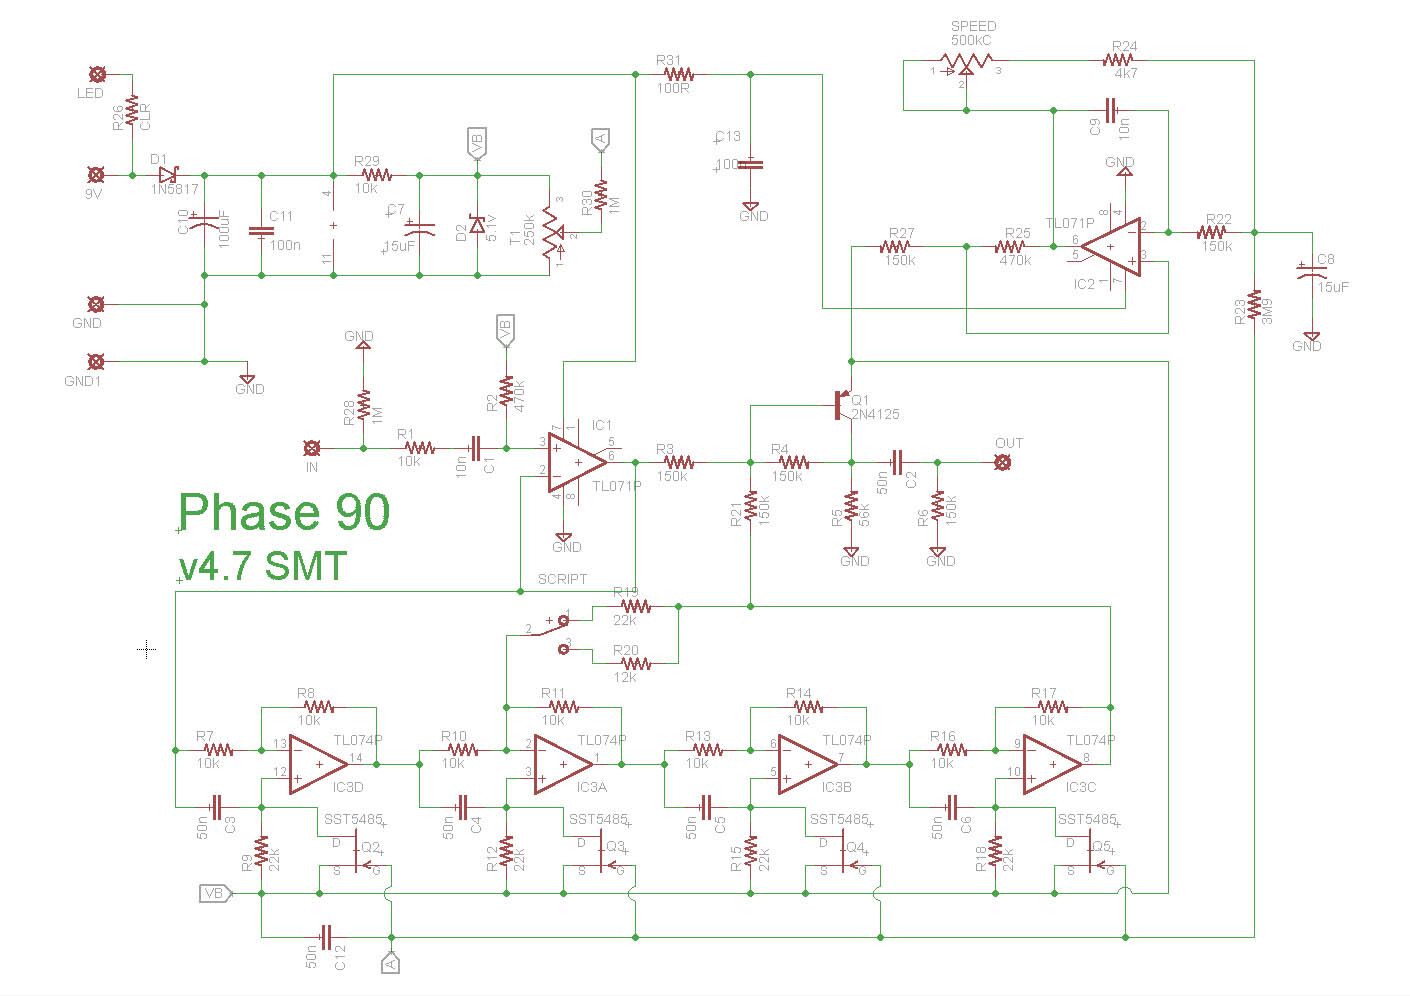 SPEED
500kC
R24
4k7
1
2
3
LED
R26
CLR
R31
100R
C13
100n
GND
C9
10n
GND
9V
D1
1N5817
C10
100uF
C11
100n
4
11
R29
10k
C7
15uF
VB
D2
5.1V
T1
250k
3
2
1
A
R30
1M
R27
150k
R25
470k
TL071P
IC2
8
4
6
5
1
7
2
3
R22
150k
R23
3M9
C8
15uF
GND
GND
GND1
GND
GND
R28
1M
IN
R1
10k
10n
C1
VB
R2
470k
3
2
7
1
IC1
5
6
TL071P
4
8
GND
R3
150k
R4
150k
Q1
2N4125
R21
150k
R5
56k
GND
50n
C2
R6
150k
GND
OUT
Phase 90
v4.7 SMT
SCRIPT
1
2
3
R19
22k
R20
12k
R7
10k
R8
10k
13
12
14
TL074P
IC3D
R10
10k
R11
10k
2
3
1
TL074P
IC3A
R13
10k
R14
10k
6
5
7
TL074P
IC3B
R16
10k
R17
10k
9
10
8
TL074P
IC3C
50n
C3
R9
22k
SST5485
D
S
G
Q2
50n
C4
R12
22k
SST5485
D
S
G
Q3
50n
C5
R15
22k
SST5485
D
S
G
Q4
50n
C6
R18
22k
SST5485
D
S
G
Q5
VB
50n
C12
A